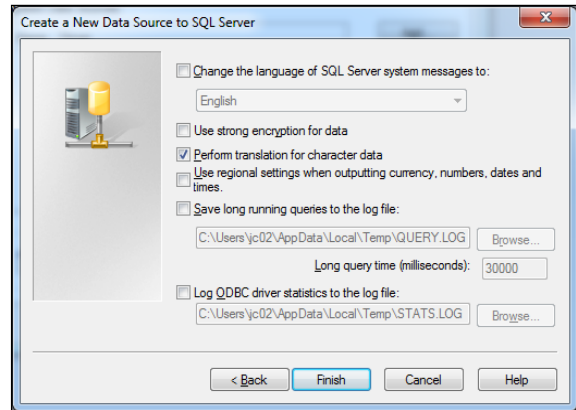 Create a New Data Source to SQL Server
Change the language of SQL Server system messages to:
English
Use strong encryption for data
Perform translation for character data
Use regional settings when outputting currency, numbers, dates and
times.
Save long running queries to the log file:
C:\Users\jc02\AppData\Local\Temp\QUERY.LOG
Browse...
Long query time (milliseconds):
30000
Log ODBC driver statistics to the log file:
C:\Users\jc02\AppData\Local\Temp\STATS.LOG
Browse...
< Back
Finish
Cancel
Help